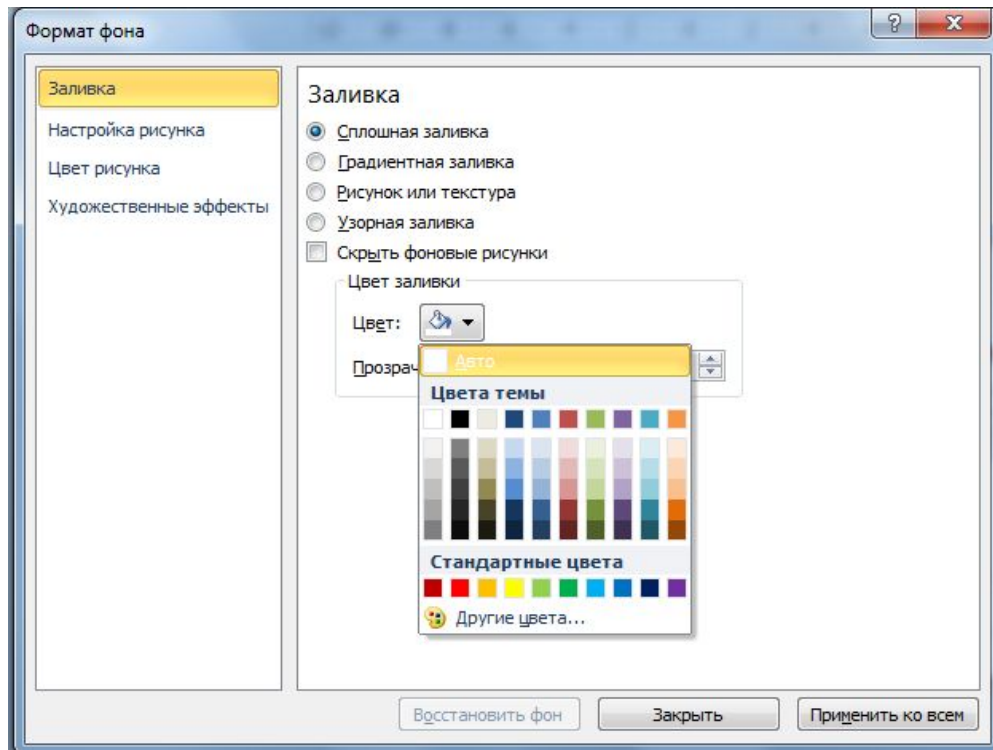 Формат фона
Заливка
Настройка рисунка
Цвет рисунка
Художественные эффекты
Заливка
Сплошная заливка
Градиентная заливка
Рисунок или текстура
Узорная заливка
Скрыть фоновые рисунки
Цвет заливки
Цвет:
Прозрач
Авто
Цвета темы
Стандартные цвета
Другие цвета...
Восстановить фон
Закрыть
Применить ко всем